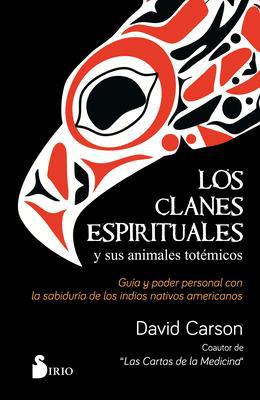 LOS
CLANES
ESPIRITUALES
y sus animales totémicos
Guía y poder personal con
la sabiduría de los indios nativos americanos
David Carson
Coautor de
"Las Cartas de la Medicina"
SIRIO